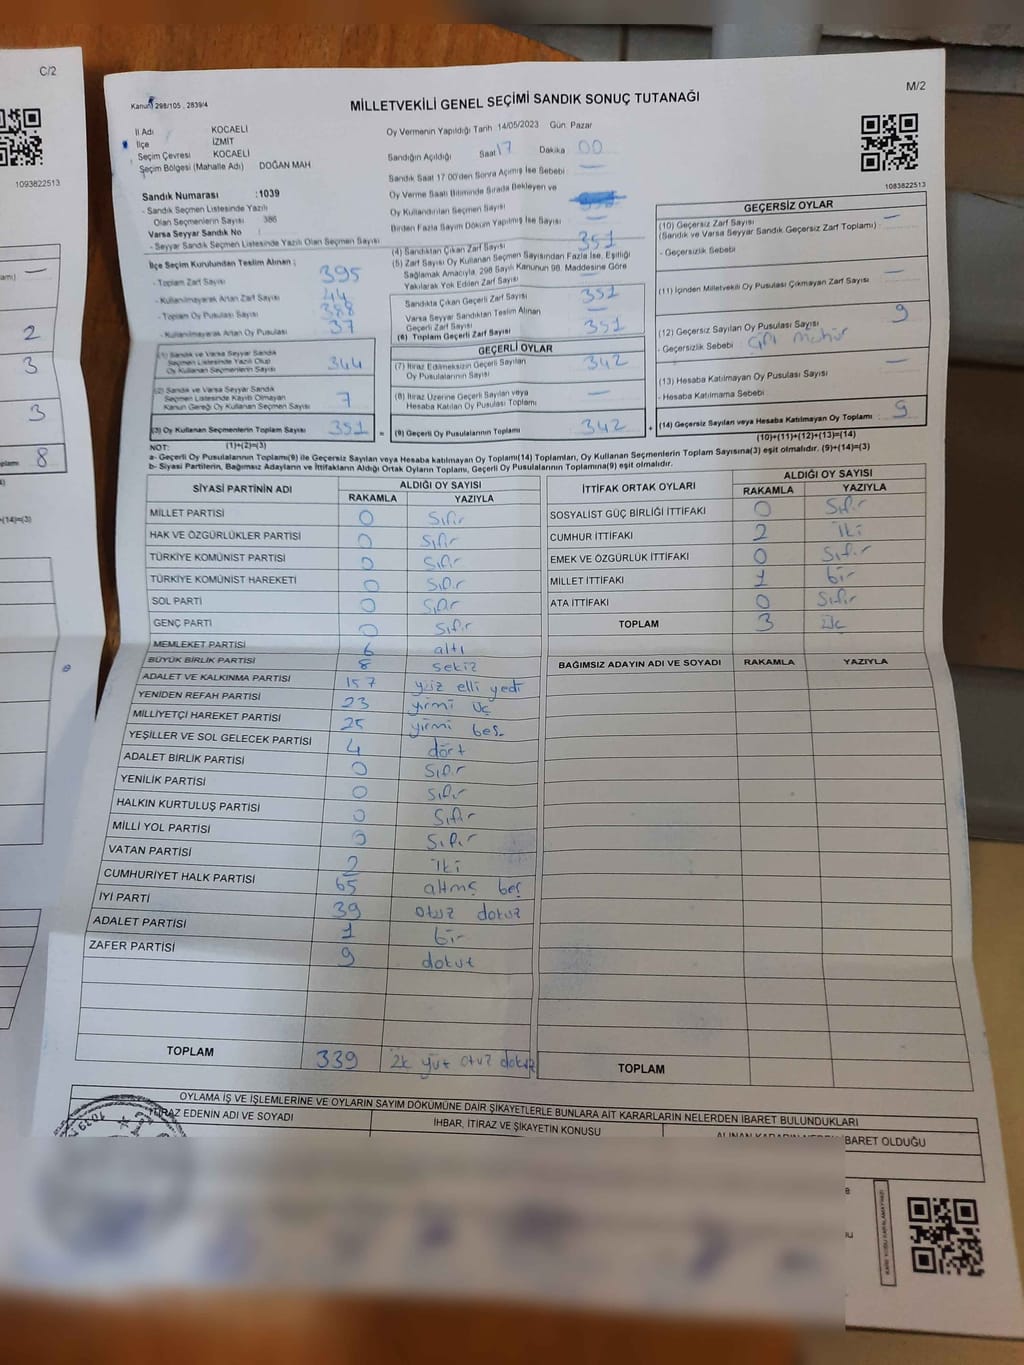 C/2
1093822513
2
3
3
8
M/2
Kanun 298/105 , 2839/4
MİLLETVEKİLİ GENEL SEÇİMİ SANDIK SONUÇ TUTANAĞI
1083822513
İl Adı KOCAELİ
İlçe İZMİT
Seçim Çevresi KOCAELİ
Seçim Bölgesi (Mahalle Adı) DOĞAN MAH
Sandık Numarası :1039
- Sandık Seçmen Listesinde Yazılı
Olan Seçmenlerin Sayısı 386
Varsa Seyyar Sandık No :
- Seyyar Sandık Seçmen Listesinde Yazılı Olan Seçmen Sayısı
İlçe Seçim Kurulundan Teslim Alınan ;
- Toplam Zarf Sayısı 395
- Kullanılmayarak Artan Zarf Sayısı 44
- Toplam Oy Pusulası Sayısı 388
- Kullanılmayarak Artan Oy Pusulası 37
(1) Sandık ve Varsa Seyyar Sandık
Seçmen Listesinde Yazılı Olup
Oy Kullanan Seçmenlerin Sayısı 344
(2) Sandık ve Varsa Seyyar Sandık
Seçmen Listesinde Kayıtlı Olmayan
Kanun Gereği Oy Kullanan Seçmen Sayısı 7
(3) Oy Kullanan Seçmenlerin Toplam Sayısı 351 =
Oy Vermenin Yapıldığı Tarih 14/05/2023 Gün: Pazar
Sandığın Açıldığı Saat 17 Dakika 00
Sandık Saat 17 00'den Sonra Açımış İse Sebebi : —
Oy Verme Saati Bitiminde Sırada Bekleyen ve
Oy Kullandırılan Seçmen Sayısı
Birden Fazla Sayım Döküm Yapılmış İse Sayısı —
(4) Sandıktan Çıkan Zarf Sayısı 351
(5) Zarf Sayısı Oy Kullanan Seçmen Sayısından Fazla İse, Eşitliği
Sağlamak Amacıyla, 298 Sayılı Kanunun 98. Maddesine Göre
Yakılarak Yok Edilen Zarf Sayısı —
Sandıkta Çıkan Geçerli Zarf Sayısı 351
Varsa Seyyar Sandıktan Teslim Alınan
Geçerli Zarf Sayısı —
(6) Toplam Geçerli Zarf Sayısı 351
GEÇERLİ OYLAR
(7) İtiraz Edilmeksizin Geçerli Sayılan
Oy Pusulalarının Sayısı 342
(8) İtiraz Üzerine Geçerli Sayılan veya
Hesaba Katılan Oy Pusulası Toplamı —
(9) Geçerli Oy Pusulalarının Toplamı 342 +
GEÇERSİZ OYLAR
(10) Geçersiz Zarf Sayısı —
(Sandık ve Varsa Seyyar Sandık Geçersiz Zarf Toplamı)
- Geçersizlik Sebebi :
(11) İçinden Milletvekili Oy Pusulası Çıkmayan Zarf Sayısı —
(12) Geçersiz Sayılan Oy Pusulası Sayısı 9
- Geçersizlik Sebebi : Çift Mühür
(13) Hesaba Katılmayan Oy Pusulası Sayısı —
- Hesaba Katılmama Sebebi
(14) Geçersiz Sayılan veya Hesaba Katılmayan Oy Toplamı : 9
(10)+(11)+(12)+(13)=(14)
NOT: (1)+(2)=(3)
a- Geçerli Oy Pusulalarının Toplamı(9) ile Geçersiz Sayılan veya Hesaba Katılmayan Oy Pusulası Toplamı(14) Toplamları, Oy Kullanan Seçmenlerin Toplam Sayısına(3) eşit olmalıdır. (9)+(14)=(3)
b- Siyasi Partilerin, Bağımsız Adayların ve İttifakların Aldığı Ortak Oyların Toplamı, Geçerli Oy Pusulalarının Toplamına(9) eşit olmalıdır.
SİYASİ PARTİNİN ADI ALDIĞI OY SAYISI
RAKAMLA YAZIYLA
MİLLET PARTİSİ 0 Sıfır
HAK VE ÖZGÜRLÜKLER PARTİSİ 0 Sıfır
TÜRKİYE KOMÜNİST PARTİSİ 0 Sıfır
TÜRKİYE KOMÜNİST HAREKETİ 0 Sıfır
SOL PARTİ 0 Sıfır
GENÇ PARTİ 0 Sıfır
MEMLEKET PARTİSİ 6 altı
BÜYÜK BİRLİK PARTİSİ 8 sekiz
ADALET VE KALKINMA PARTİSİ 157 yüz elli yedi
YENİDEN REFAH PARTİSİ 23 yirmi üç
MİLLİYETÇİ HAREKET PARTİSİ 25 yirmi beş
YEŞİLLER VE SOL GELECEK PARTİSİ 4 dört
ADALET BİRLİK PARTİSİ 0 Sıfır
YENİLİK PARTİSİ 0 Sıfır
HALKIN KURTULUŞ PARTİSİ 0 Sıfır
MİLLİ YOL PARTİSİ 0 Sıfır
VATAN PARTİSİ 2 iki
CUMHURİYET HALK PARTİSİ 65 altmş beş
İYİ PARTİ 39 otuz dokuz
ADALET PARTİSİ 1 bir
ZAFER PARTİSİ 9 dokuz
TOPLAM 339 üç yüz otuz dokuz
İTTİFAK ORTAK OYLARI ALDIĞI OY SAYISI
RAKAMLA YAZIYLA
SOSYALIST GÜÇ BİRLİĞİ İTTİFAKI 0 Sıfır
CUMHUR İTTİFAKI 2 İki
EMEK VE ÖZGÜRLÜK İTTİFAKI 0 Sıfır
MİLLET İTTİFAKI 1 bir
ATA İTTİFAKI 0 Sıfır
TOPLAM 3 üç
BAĞIMSIZ ADAYIN ADI VE SOYADI RAKAMLA YAZIYLA
TOPLAM
OYLAMA İŞ VE İŞLEMLERİNE VE OYLARIN SAYIM DÖKÜMÜNE DAİR ŞİKAYETLERLE BUNLARA AİT KARARLARIN NELERDEN İBARET BULUNDUKLARI
İTİRAZ EDENİN ADI VE SOYADI
İHBAR, İTİRAZ VE ŞİKAYETİN KONUSU